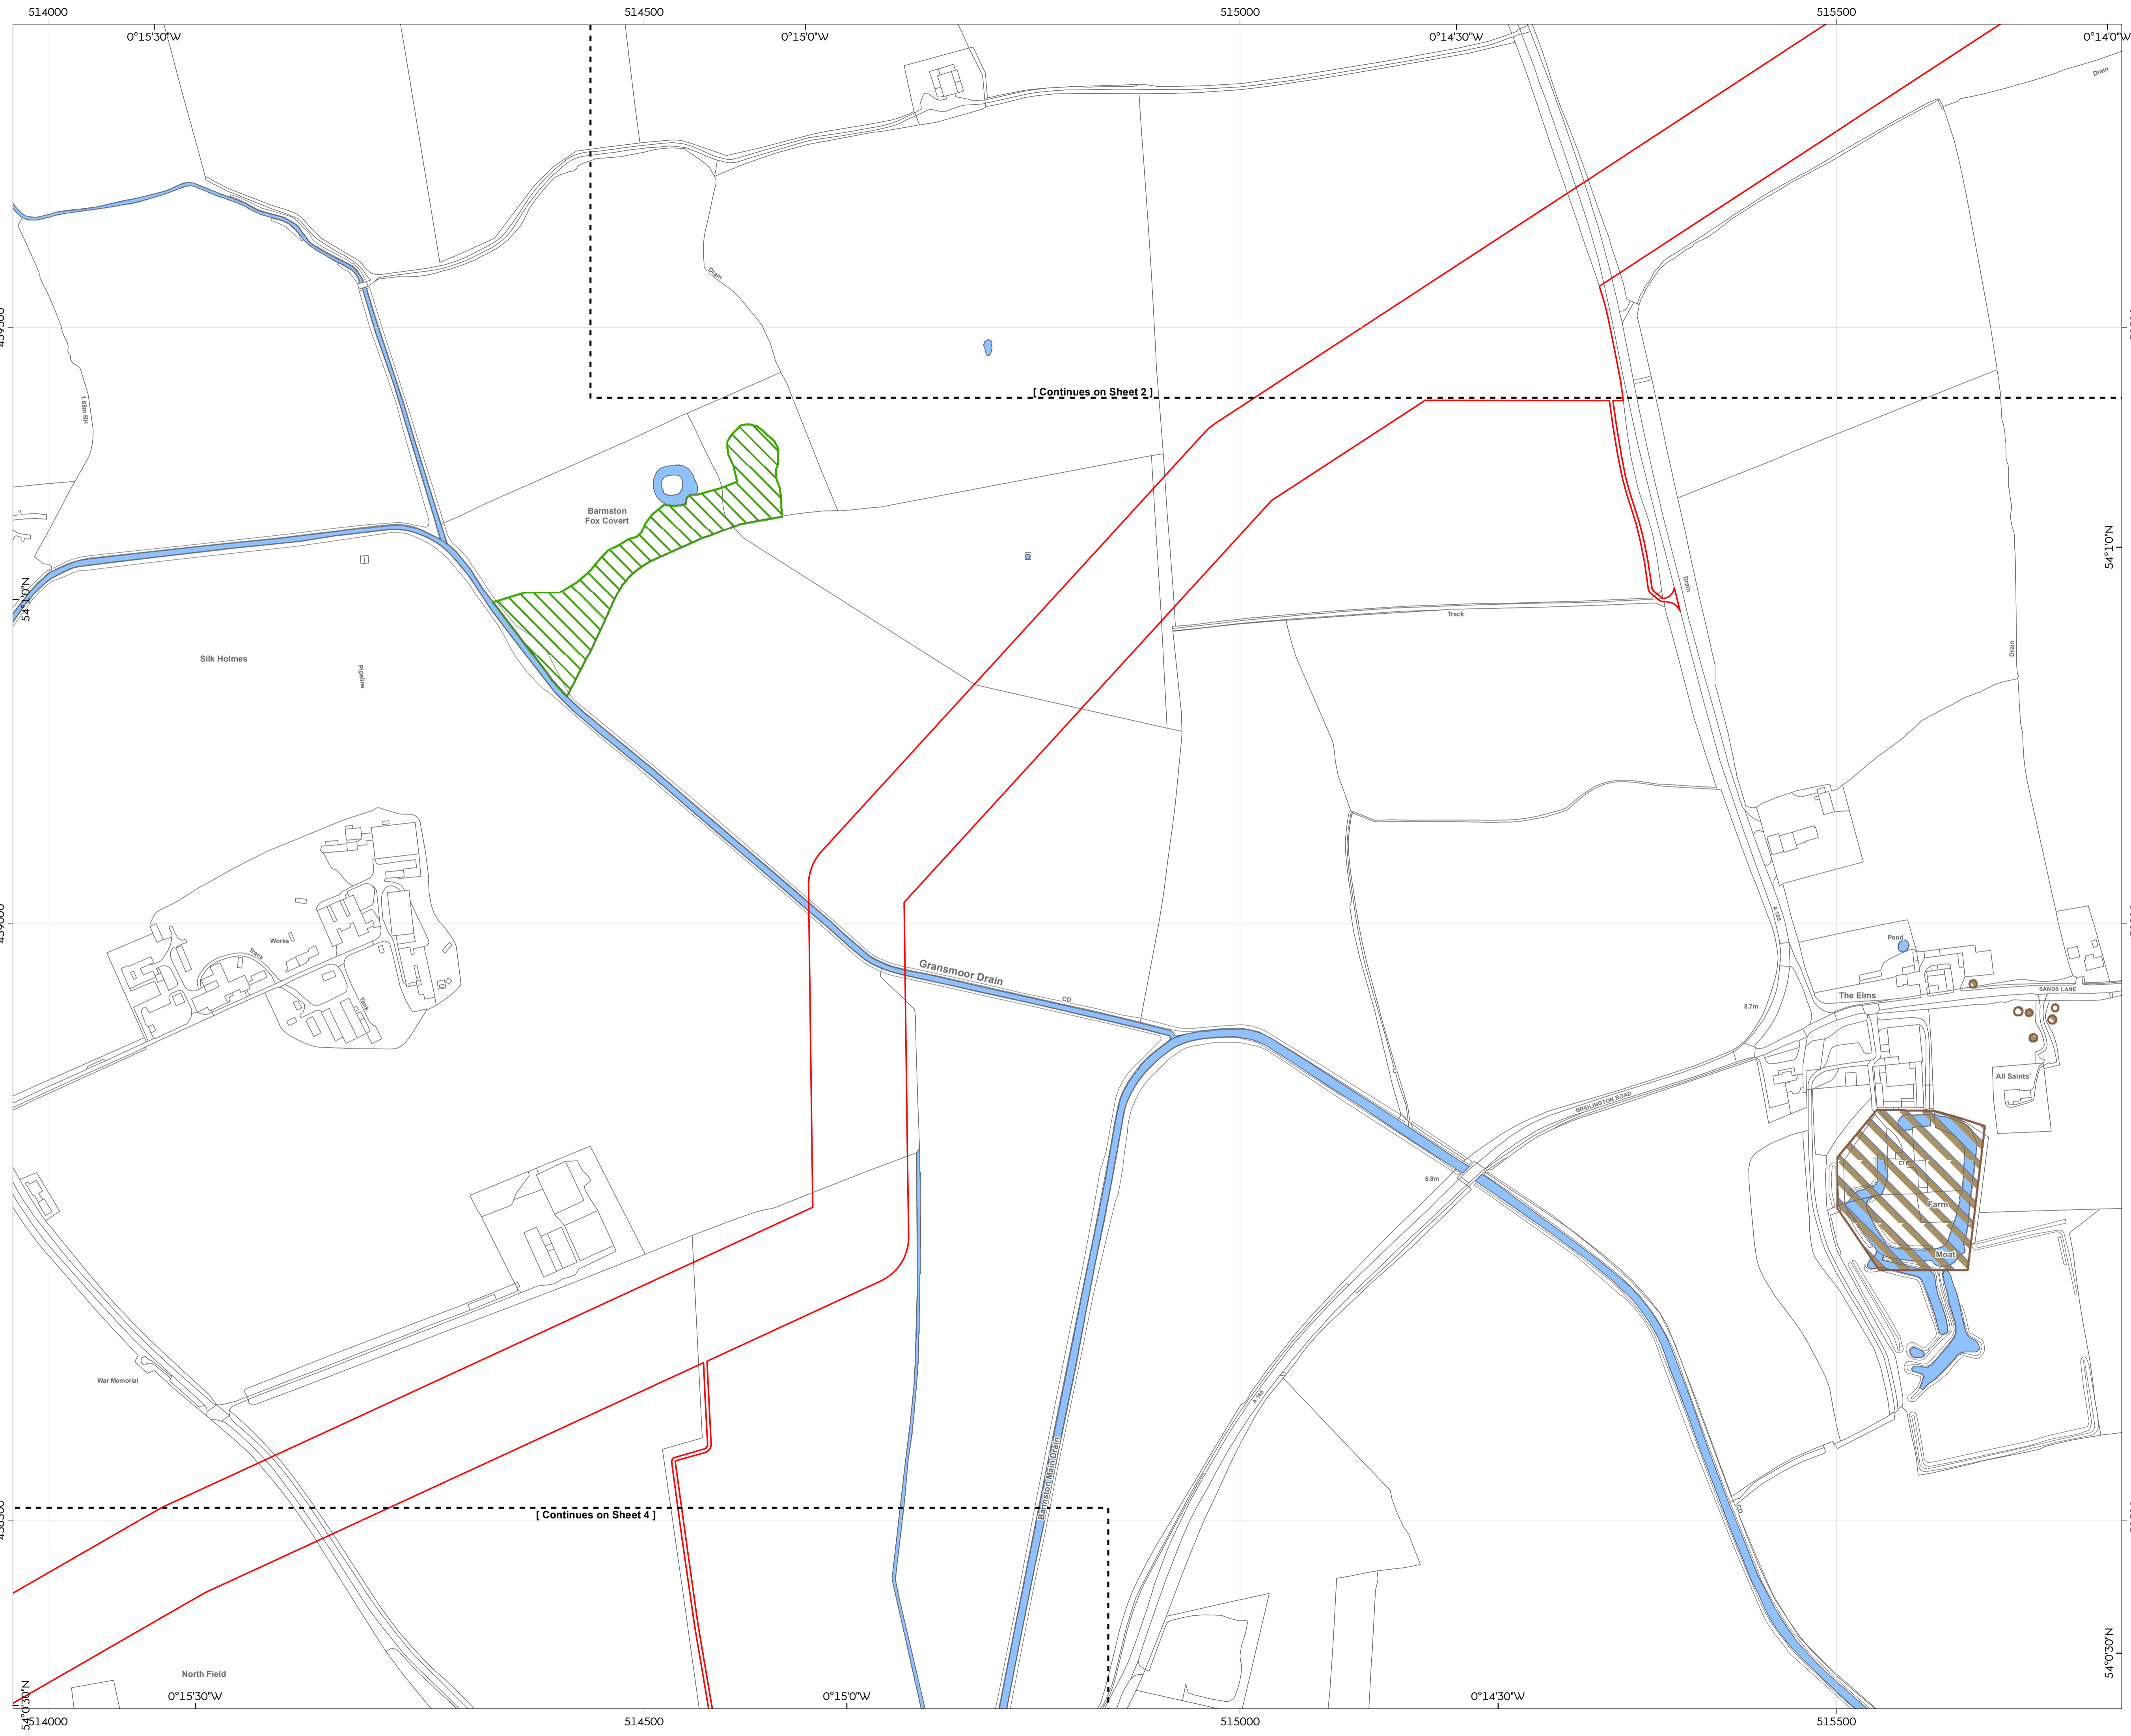 514000
514500
515000
515500
0°15'30"W
0°15'0"W
0°14'30"W
0°14'0"W
Drain
Drain
[ Continues on Sheet 2 ]
1.68m RH
Barmston
Fox Covert
54°1'0"N
54°1'0"N
Drain
Track
Drain
Silk Holmes
Pipeline
A 165
Works
Track
Pond
Gransmoor Drain
CD
Tank
The Elms
SANDS LANE
8.7m
All Saints'
BRIDLINGTON ROAD
5.8m
Farm
Moat
War Memorial
A 165
Barmston Main Drain
[ Continues on Sheet 4 ]
CD
North Field
54°0'30"N
54°0'30"N
0°15'30"W
0°15'0"W
0°14'30"W
514000
514500
515000
515500